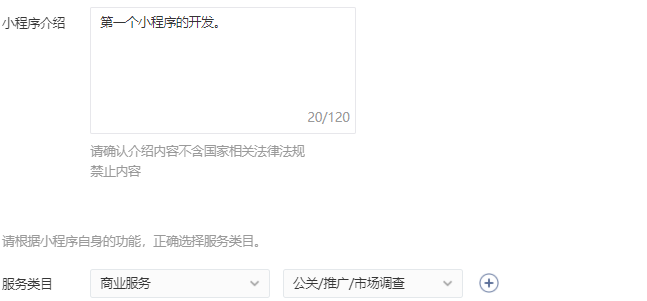 小程序介绍
第一个小程序的开发。
20/120
请确认介绍内容不含国家相关法律法规
禁止内容
请根据小程序自身的功能，正确选择服务类目。
服务类目 商业服务 公关/推广/市场调查